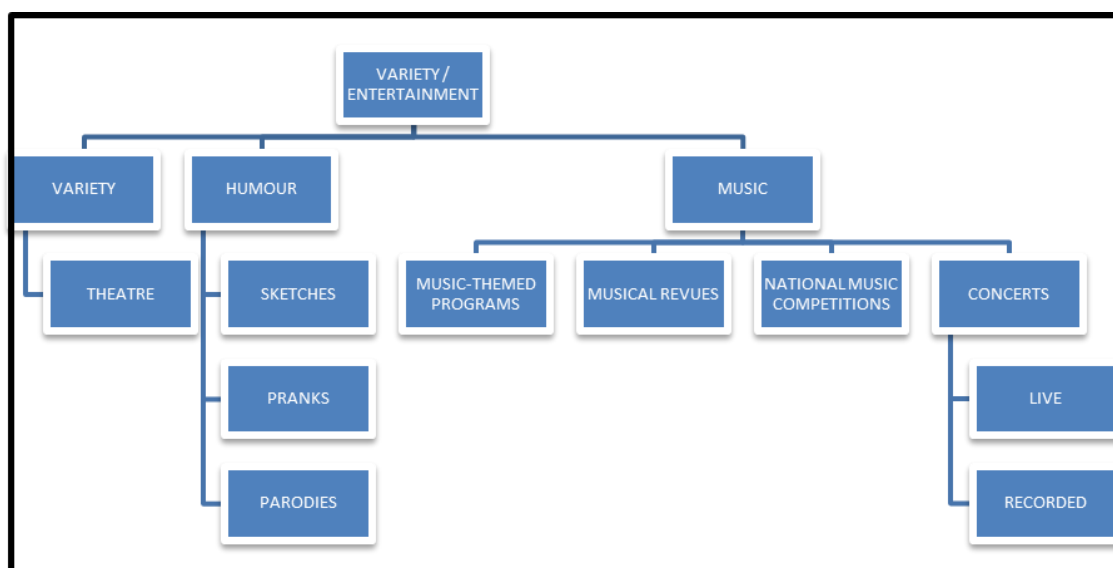 VARIETY /
ENTERTAINMENT
VARIETY
HUMOUR
MUSIC
THEATRE
SKETCHES
MUSIC-THEMED
PROGRAMS
MUSICAL REVUES
NATIONAL MUSIC
COMPETITIONS
CONCERTS
PRANKS
LIVE
PARODIES
RECORDED